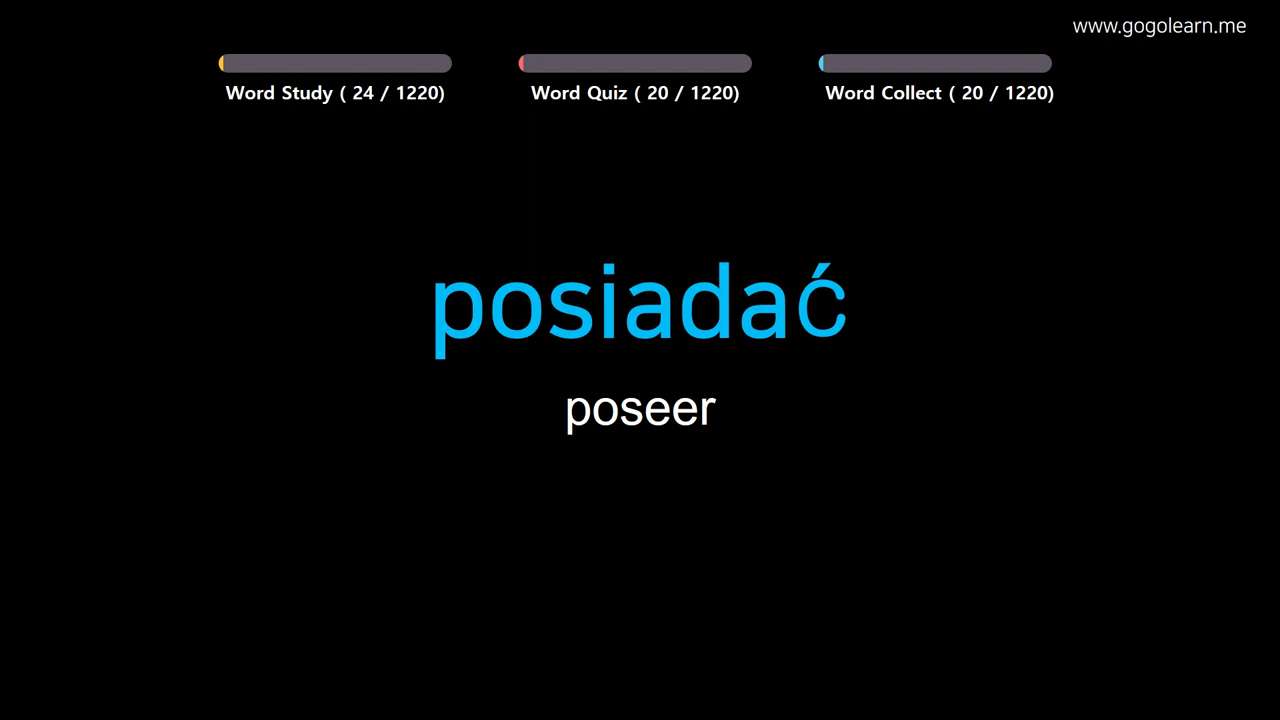 www.gogolearn.me
Word Study ( 24 / 1220)
Word Quiz ( 20 / 1220)
Word Collect ( 20 / 1220)
posiadać
poseer